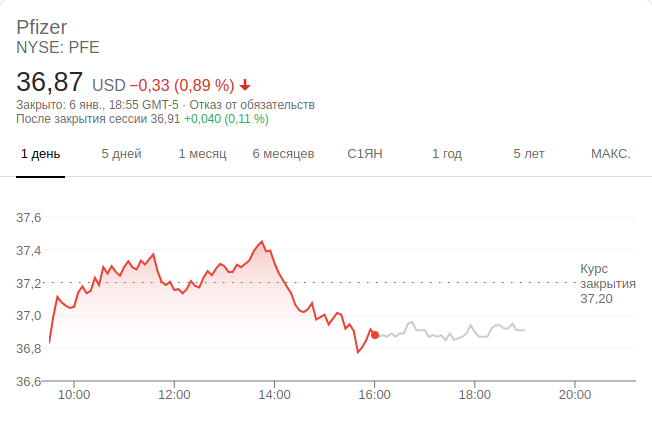 Pfizer
NYSE: PFE
36,87 USD −0,33 (0,89 %)
Закрыто: 6 янв., 18:55 GMT-5 · Отказ от обязательств
После закрытия сессии 36,91 +0,040 (0,11 %)
1 день 5 дней 1 месяц 6 месяцев С1ЯН 1 год 5 лет МАКС.
37,6
37,4
37,2
37,0
36,8
36,6
Курс
закрытия
37,20
10:00 12:00 14:00 16:00 18:00 20:00